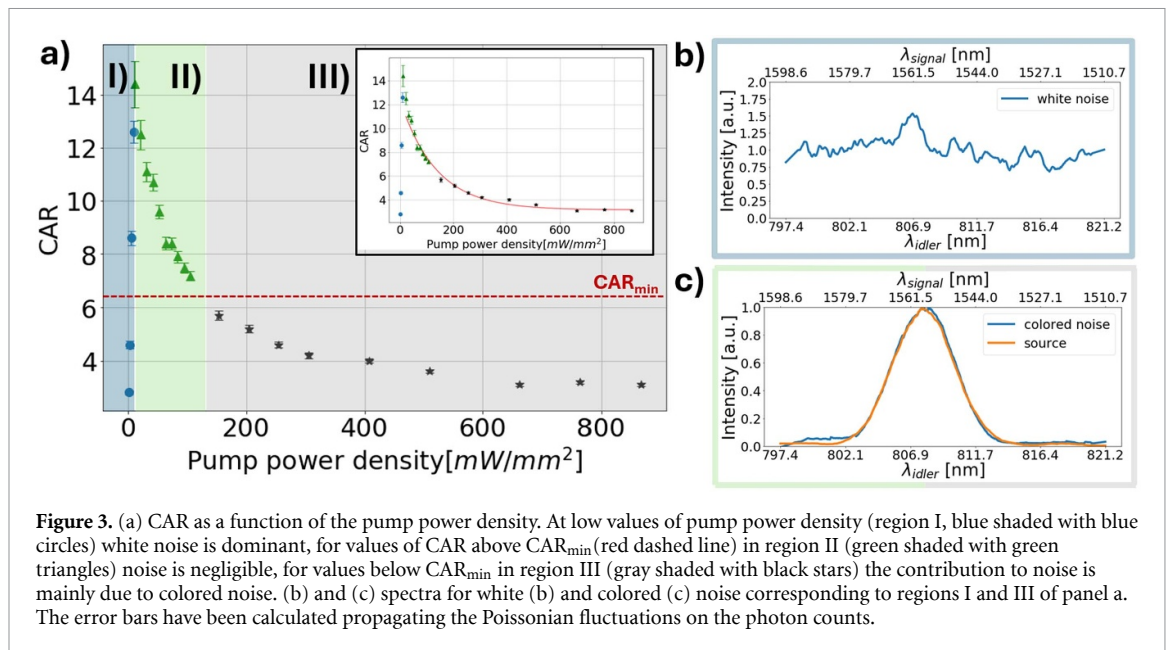 a)
I)
II)
III)
14
12
10
8
6
4
CAR
0 200 400 600 800
Pump power density[mW/mm²]
CARmin
14
12
10
8
6
4
CAR
0 200 400 600 800
Pump power density[mW/mm²]
b)
λsignal [nm]
1598.6 1579.7 1561.5 1544.0 1527.1 1510.7
2.0
1.75
1.50
1.25
1.0
0.75
0.50
0.25
0.0
Intensity [a.u.]
white noise
797.4 802.1 806.9 811.7 816.4 821.2
λidler [nm]
c)
λsignal [nm]
1598.6 1579.7 1561.5 1544.0 1527.1 1510.7
1.0
0.8
0.6
0.4
0.2
0.0
Intensity [a.u.]
colored noise
source
797.4 802.1 806.9 811.7 816.4 821.2
λidler [nm]
Figure 3. (a) CAR as a function of the pump power density. At low values of pump power density (region I, blue shaded with blue
circles) white noise is dominant, for values of CAR above CARmin(red dashed line) in region II (green shaded with green
triangles) noise is negligible, for values below CARmin in region III (gray shaded with black stars) the contribution to noise is
mainly due to colored noise. (b) and (c) spectra for white (b) and colored (c) noise corresponding to regions I and III of panel a.
The error bars have been calculated propagating the Poissonian fluctuations on the photon counts.